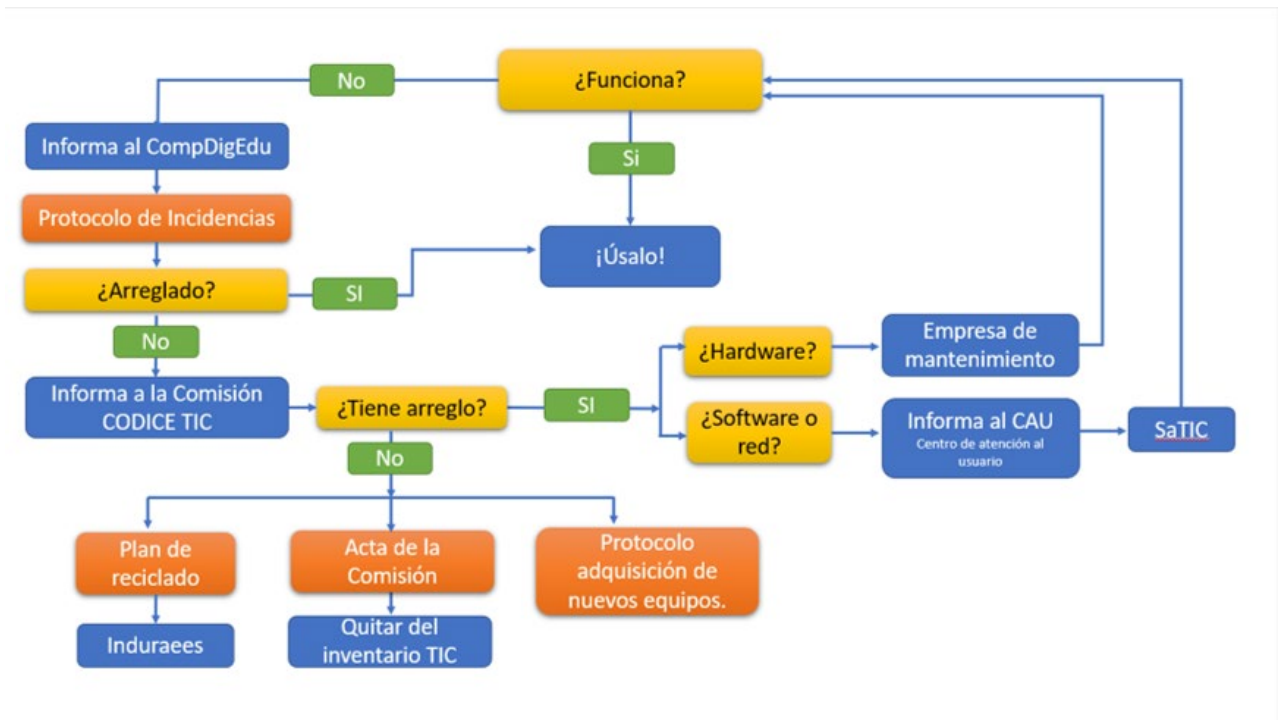 ¿Funciona?
No
Si
Informa al CompDigEdu
Protocolo de Incidencias
¿Arreglado?
SI
¡Úsalo!
No
Informa a la Comisión
CODICE TIC
¿Tiene arreglo?
SI
¿Hardware?
Empresa de
mantenimiento
¿Software o
red?
Informa al CAU
Centro de atención al
usuario
SaTIC
No
Plan de
reciclado
Induraees
Acta de la
Comisión
Quitar del
inventario TIC
Protocolo
adquisición de
nuevos equipos.